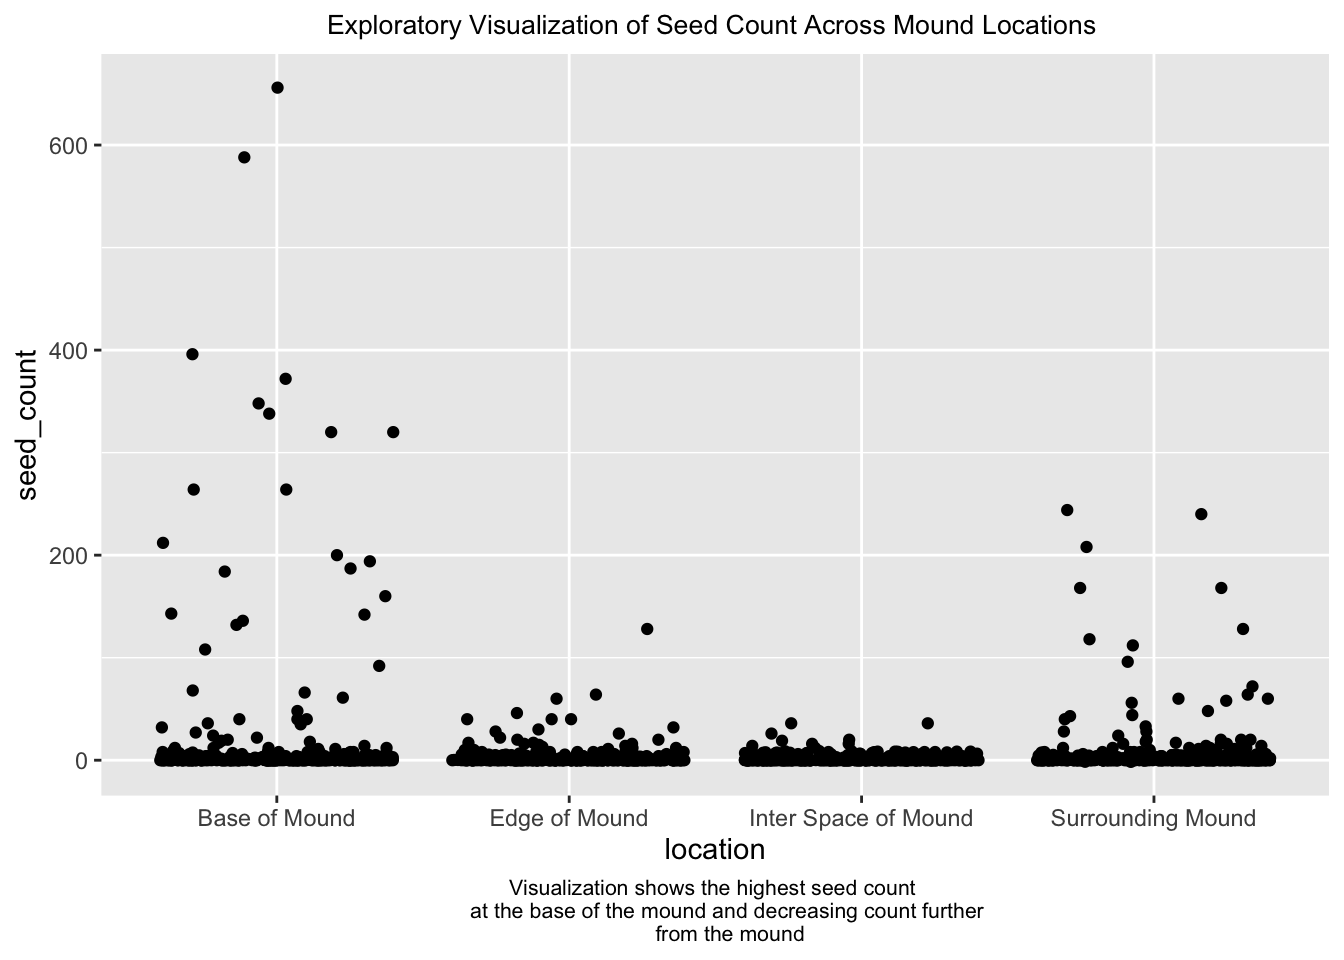 Exploratory Visualization of Seed Count Across Mound Locations
seed_count
600
400
200
0
Base of Mound
Edge of Mound
Inter Space of Mound
Surrounding Mound
location
Visualization shows the highest seed count
at the base of the mound and decreasing count further
from the mound